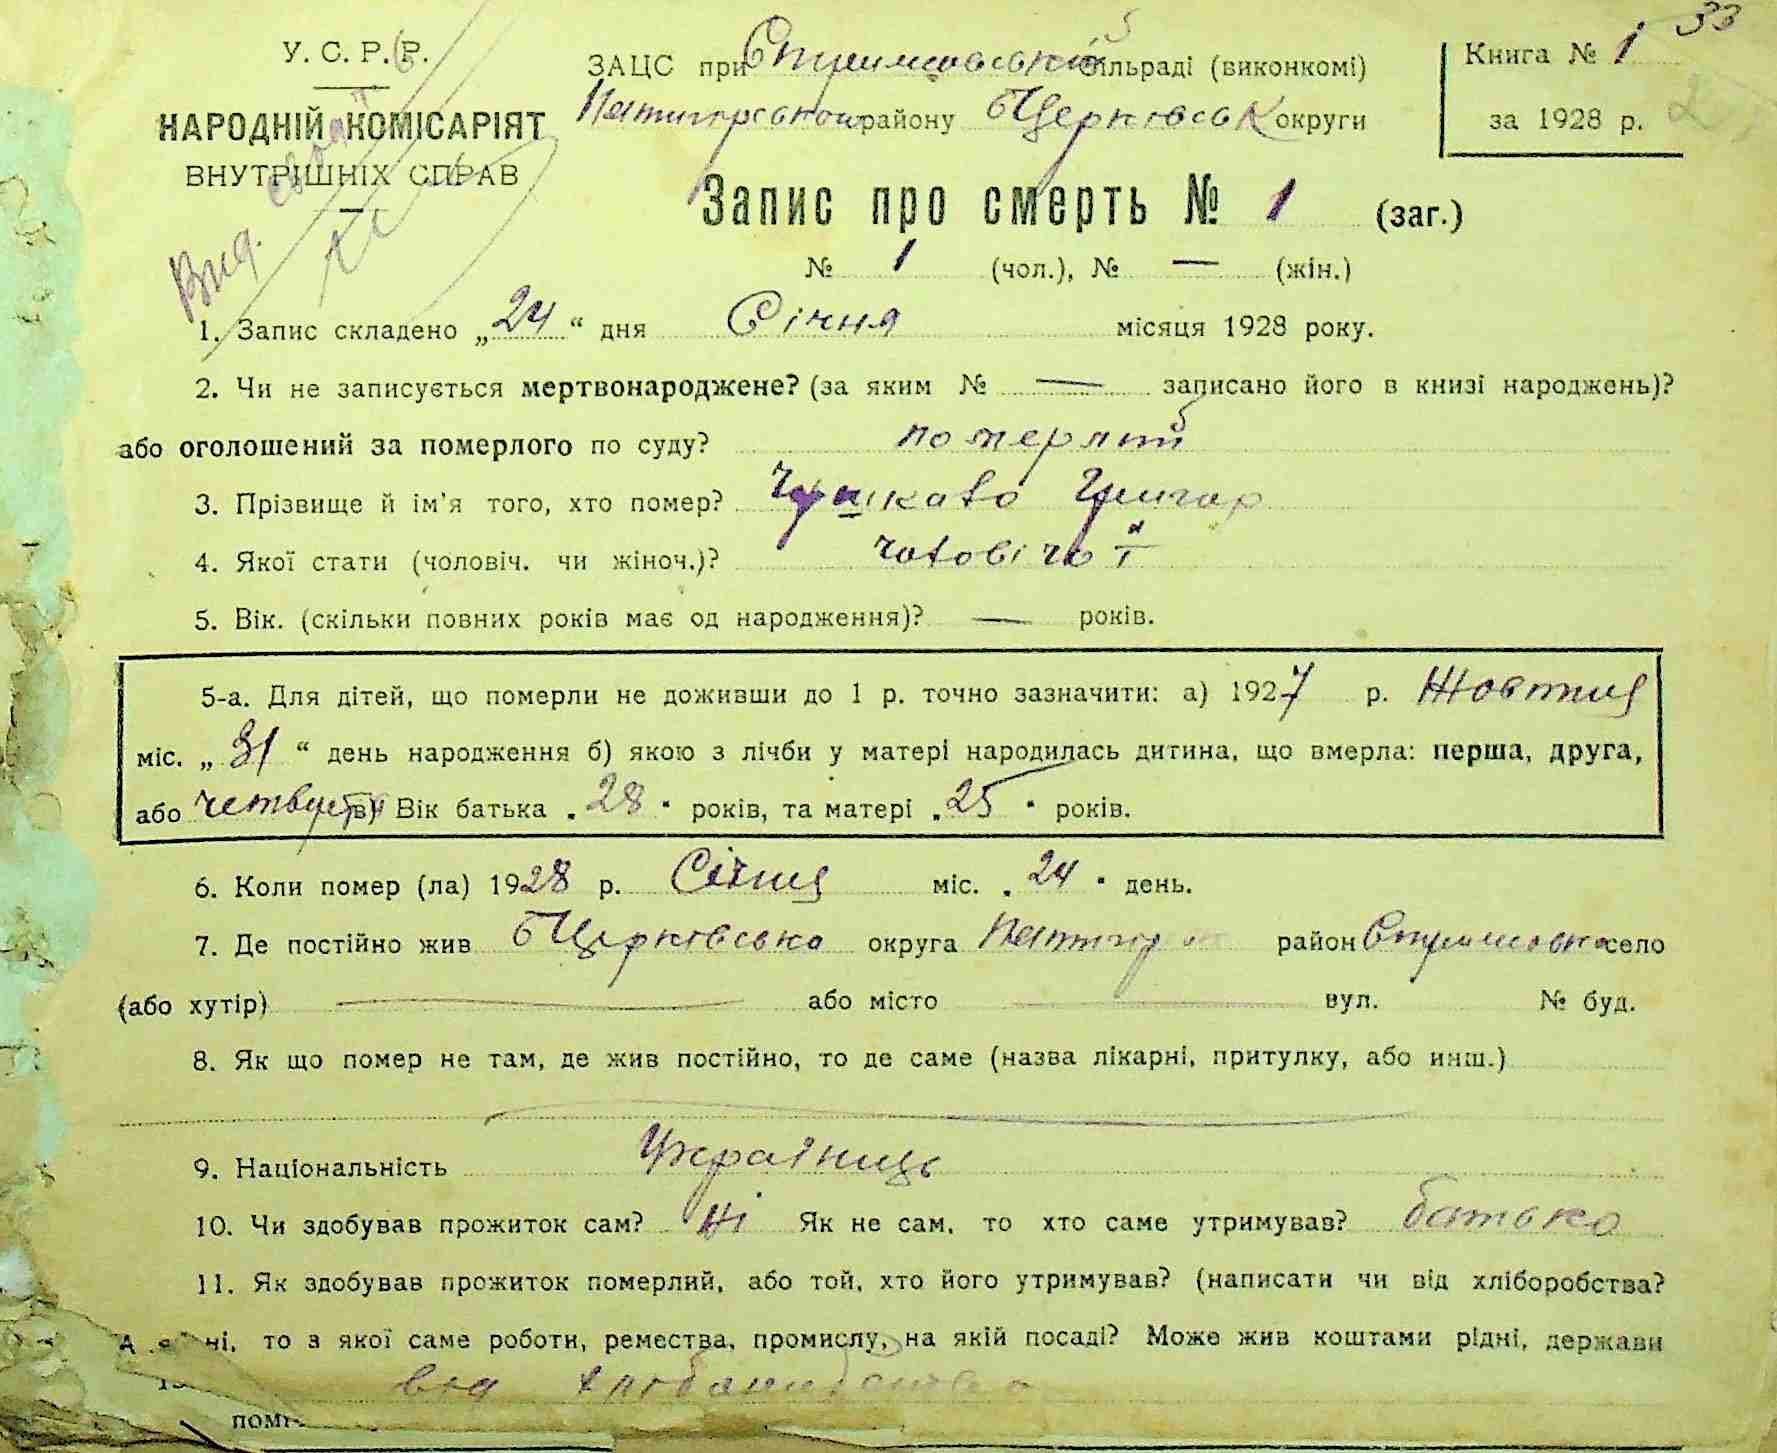 33
У. С. Р. Р.
НАРОДНІЙ КОМІСАРІЯТ
ВНУТРІШНІХ СПРАВ
Вид.
ЗАЦС при Стрижавській сільраді (виконкомі)
району БЦерківськ округи
Книга № 1
за 1928 р.
Запис про смерть № 1 (заг.)
№ 1 (чол.), № — (жін.)
1. Запис складено „24“ дня Січня місяця 1928 року.
2. Чи не записується мертвонароджене? (за яким № — записано його в книзі народжень)?
або оголошений за померлого по суду? померлий
3. Прізвище й ім'я того, хто помер? Григор
4. Якої стати (чоловіч. чи жіноч.)? чоловічої
5. Вік. (скільки повних років має од народження)? — років.
5-а. Для дітей, що померли не доживши до 1 р. точно зазначити: а) 1927 р. Жовтня
міс. „31“ день народження б) якою з лічби у матері народилась дитина, що вмерла: перша, друга,
або четверта в) Вік батька „28“ років, та матері „25“ років.
6. Коли помер (ла) 1928 р. Січня міс. „24“ день.
7. Де постійно жив БЦерківська округа район село
(або хутір) — або місто — вул. № буд.
8. Як що помер не там, де жив постійно, то де саме (назва лікарні, притулку, або инш.)
9. Національність Українець
10. Чи здобував прожиток сам? Ні Як не сам, то хто саме утримував? батько
11. Як здобував прожиток померлий, або той, хто його утримував? (написати чи від хліборобства?
ні, то з якої саме роботи, ремества, промислу, на якій посаді? Може жив коштами рідні, держави
від хліборобства